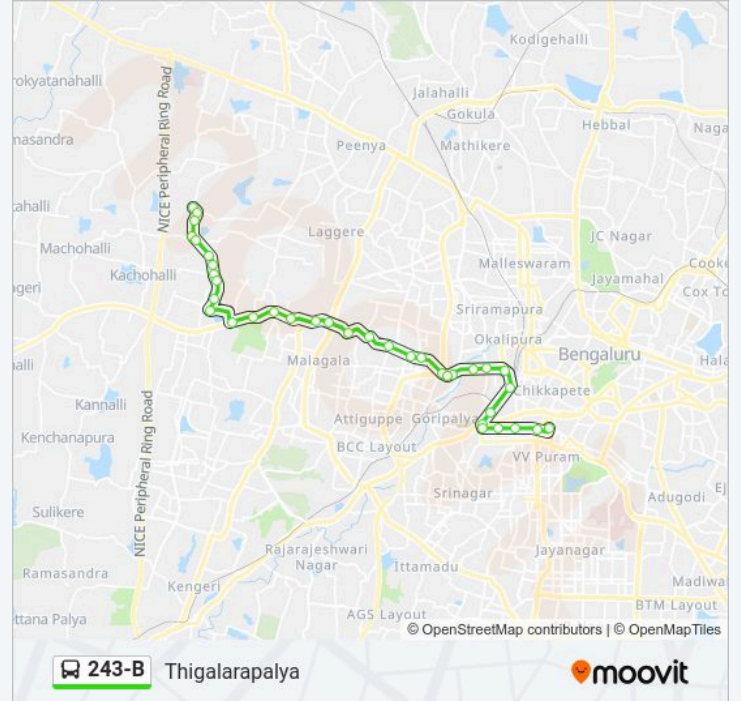 Kodigehalli
rokyatanahalli
NICE Peripheral Ring Road
Jalahalli
Gokula
Hebbal
Naga
masandra
Peenya
Mathikere
ahalli
Laggere
JC Nagar
Machohalli
Malleswaram
Cooke
Kachohalli
Jayamahal
ageri
Cox To
Sriramapura
Okalipura
Bengaluru
Hala
alli
Malagala
Chikkapete
Kannalli
Attiguppe
Goripalya
NICE Peripheral Ring Road
Kenchanapura
BCC Layout
VV Puram
Ej
Srinagar
Adugodi
Sulikere
Rajarajeshwari
Nagar
Jayanagar
Ramasandra
Ittamadu
Kengeri
Madiwa
ttana Palya
AGS Layout
BTM Layout
© OpenStreetMap contributors | © OpenMapTiles
243-B Thigalarapalya
moovit